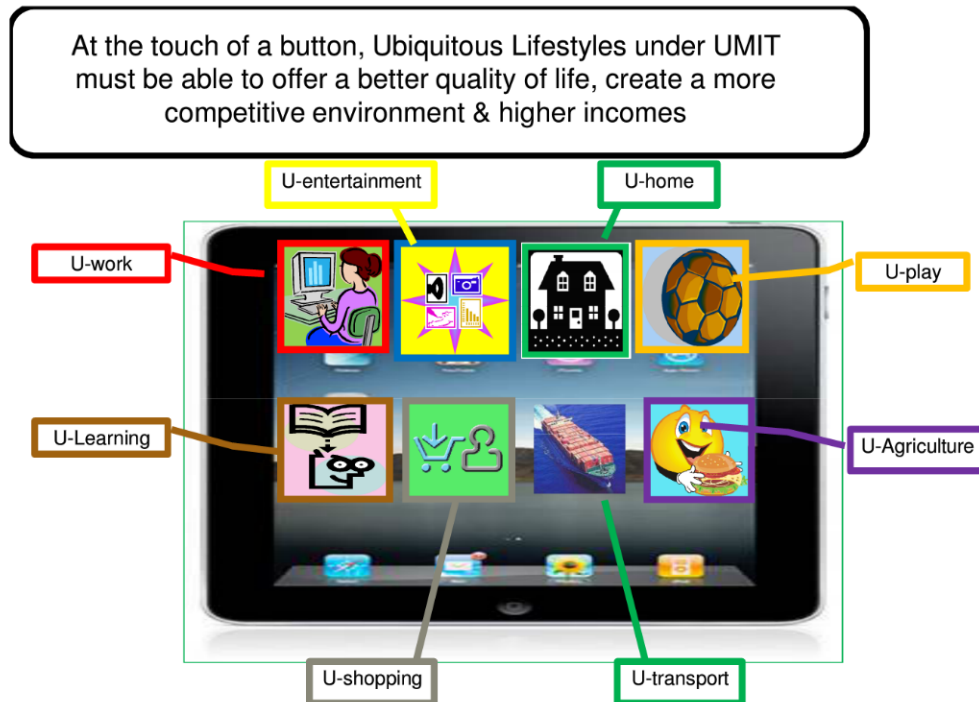 At the touch of a button, Ubiquitous Lifestyles under UMIT
must be able to offer a better quality of life, create a more
competitive environment & higher incomes
U-entertainment
U-home
U-work
U-play
U-Learning
U-Agriculture
U-shopping
U-transport